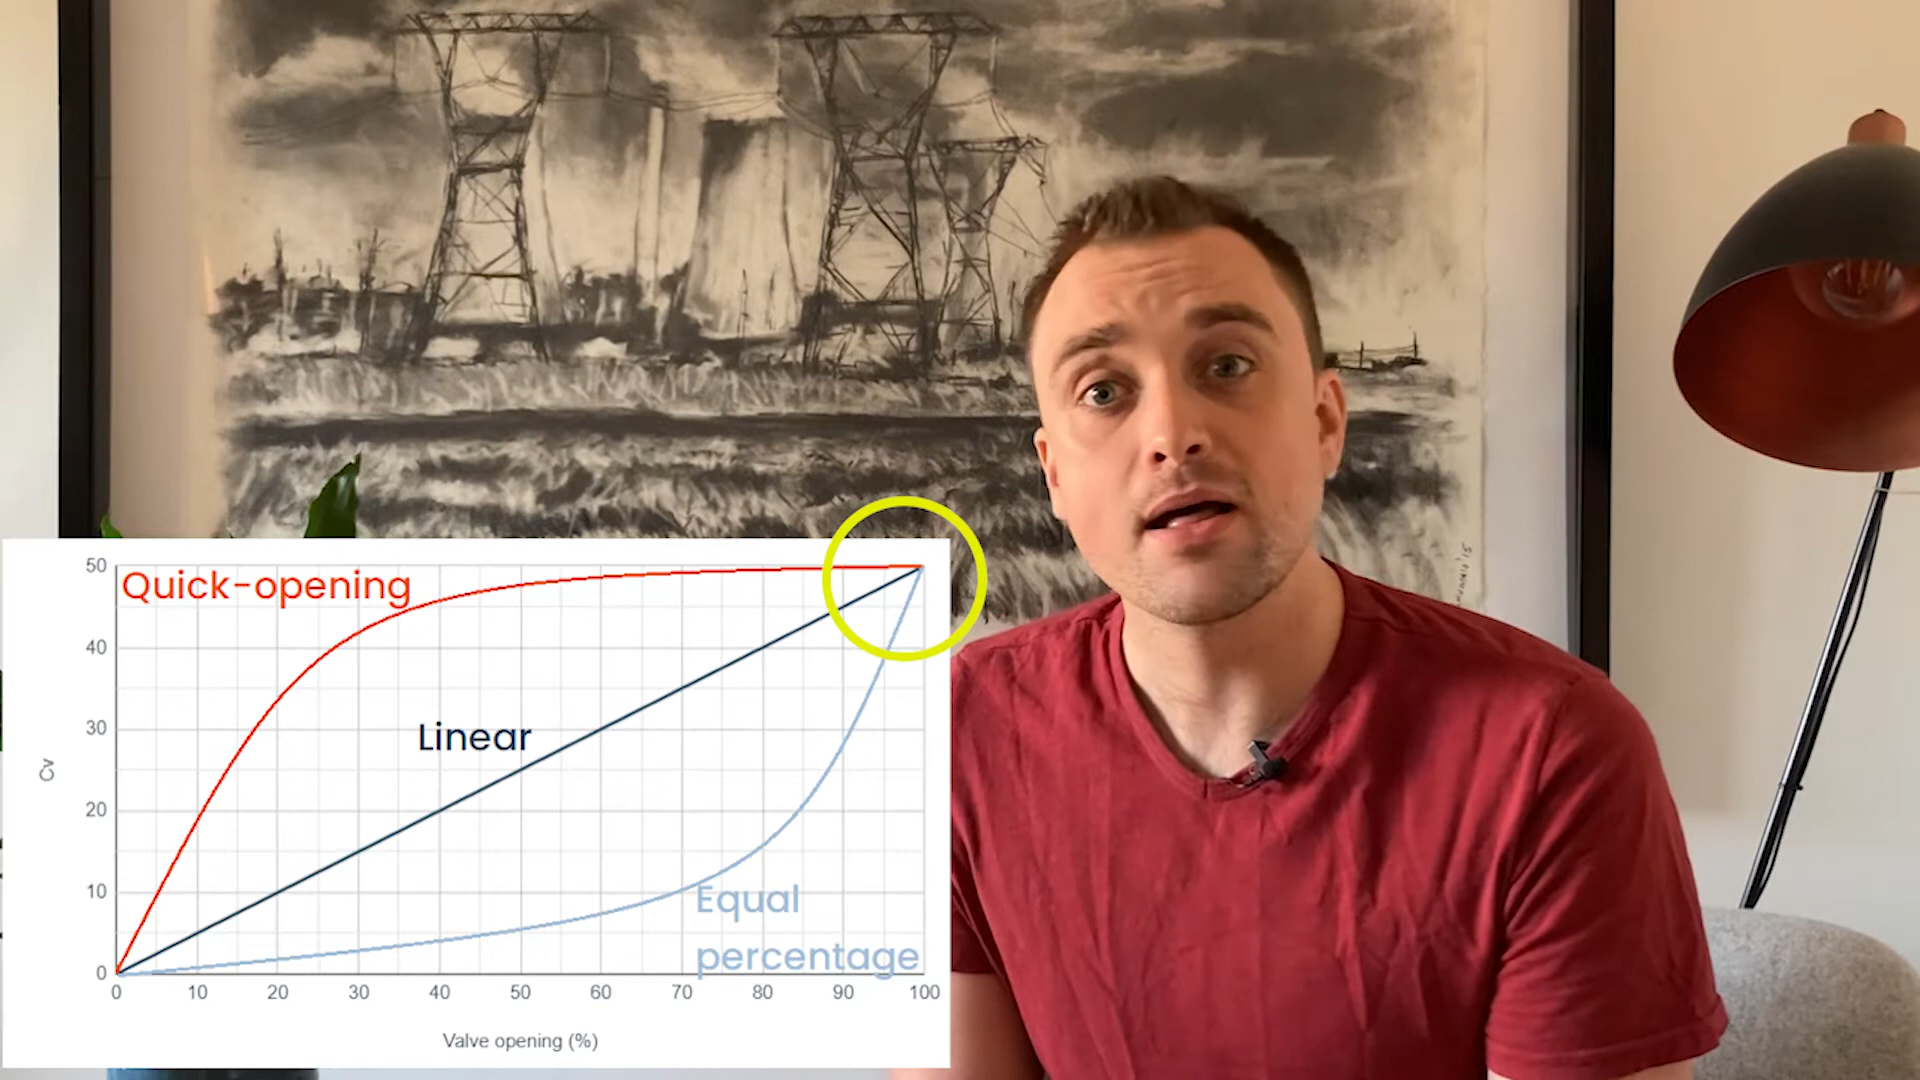 50
Quick-opening
40
Linear
30
Cv
20
10
Equal
percentage
0
0 10 20 30 40 50 60 70 80 90 100
Valve opening (%)